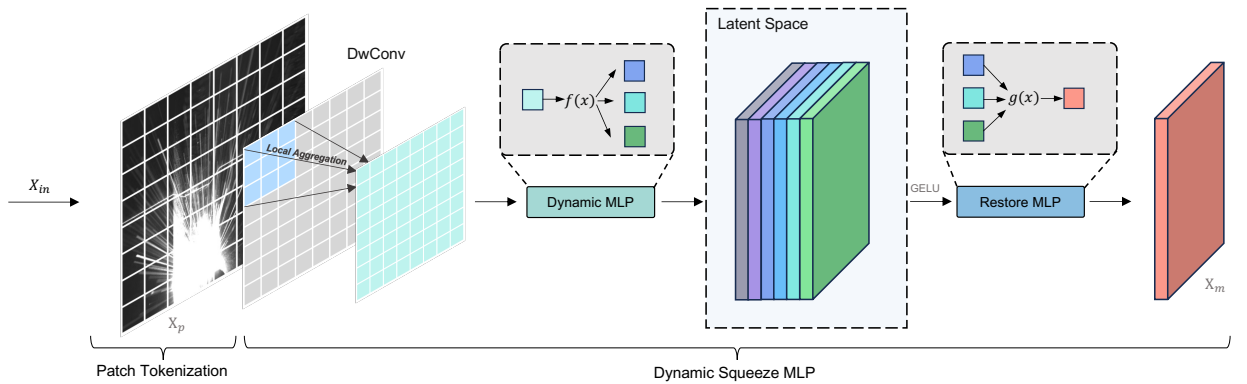 Latent Space
DwConv
f(x)
g(x)
Local Aggregation
X_in
Dynamic MLP
GELU
Restore MLP
X_p
X_m
Patch Tokenization
Dynamic Squeeze MLP